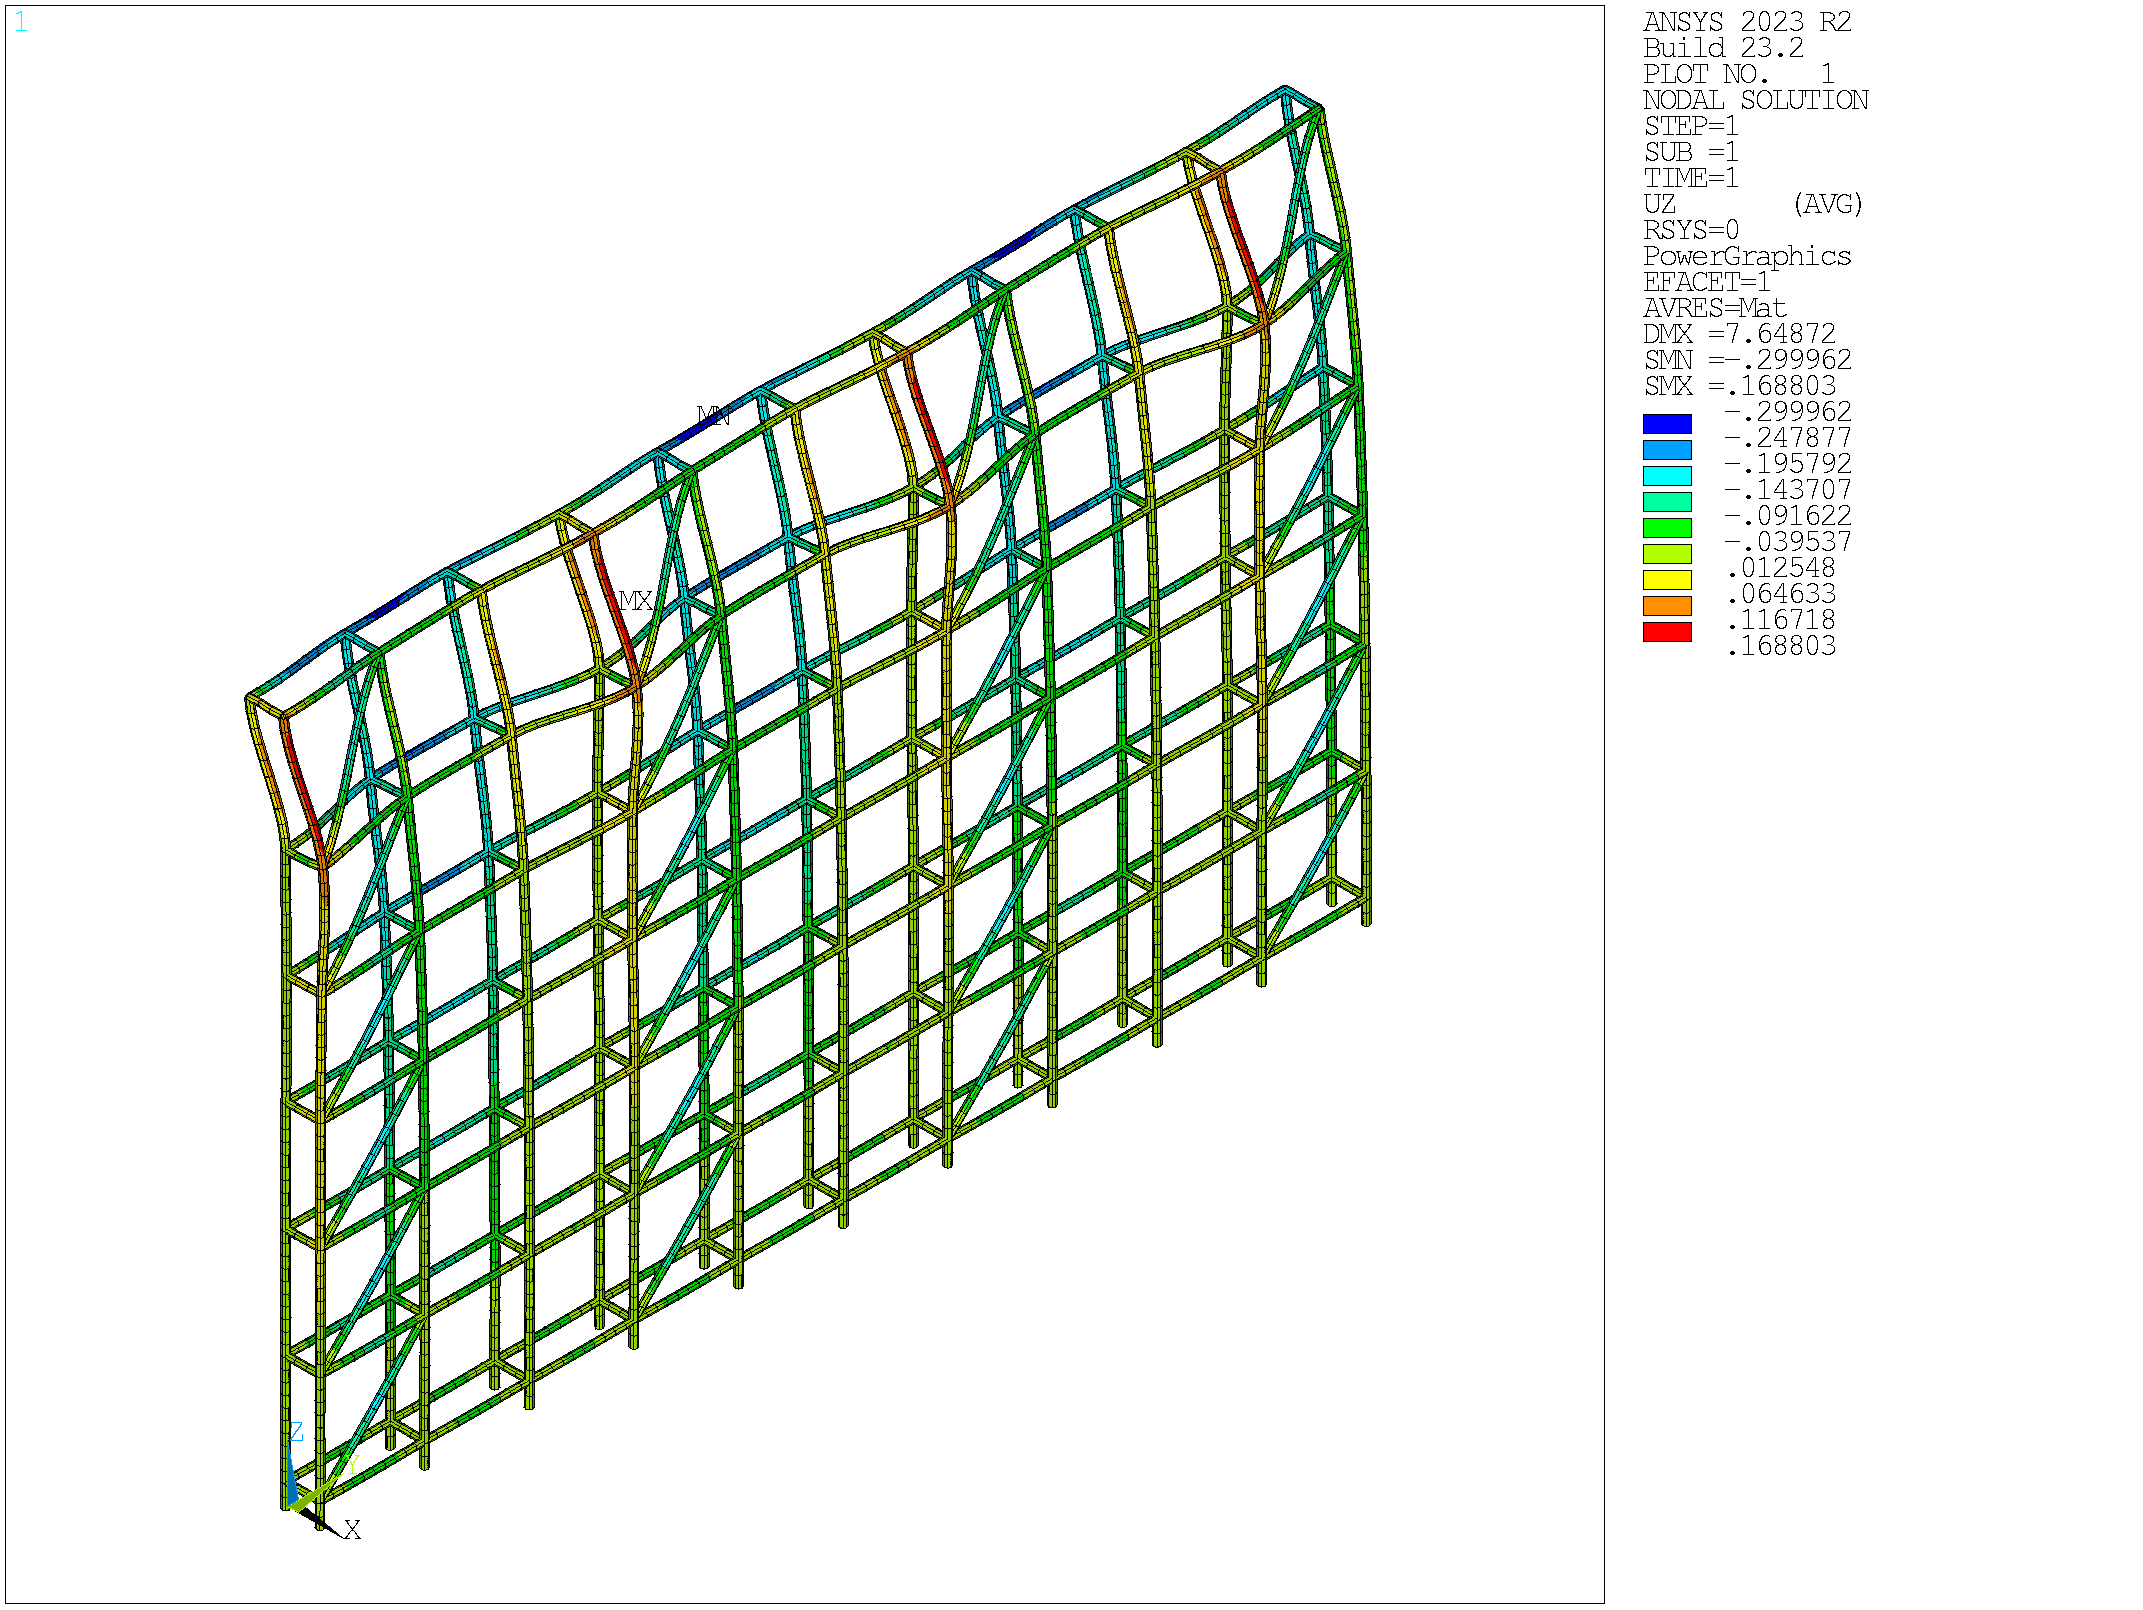 1
ANSYS 2023 R2
Build 23.2
PLOT NO.   1
NODAL SOLUTION
STEP=1
SUB =1
TIME=1
UZ       (AVG)
RSYS=0
PowerGraphics
EFACET=1
AVRES=Mat
DMX =7.64872
SMN =-.299962
SMX =.168803
-.299962
-.247877
-.195792
-.143707
-.091622
-.039537
.012548
.064633
.116718
.168803
MN
MX
Z
Y
X